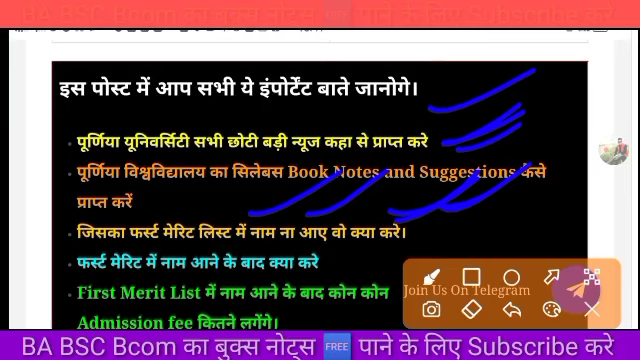 BA BSC Bcom का बुक्स नोट्स FREE पाने के लिए Subscribe करे
इस पोस्ट में आप सभी ये इंपोर्टेंट बाते जानोगे।
पूर्णिया यूनिवर्सिटी सभी छोटी बड़ी न्यूज कहा से प्राप्त करे
पूर्णिया विश्वविद्यालय का सिलेबस Book Notes and Suggestions कैसे
प्राप्त करें
जिसका फर्स्ट मेरिट लिस्ट में नाम ना आए वो क्या करे।
फर्स्ट मेरिट में नाम आने के बाद क्या करे
First Merit List में नाम आने के बाद कोन कोन
Join Us On Telegram
Admission fee कितने लगेंगे।
BA BSC Bcom का बुक्स नोट्स FREE पाने के लिए Subscribe करे